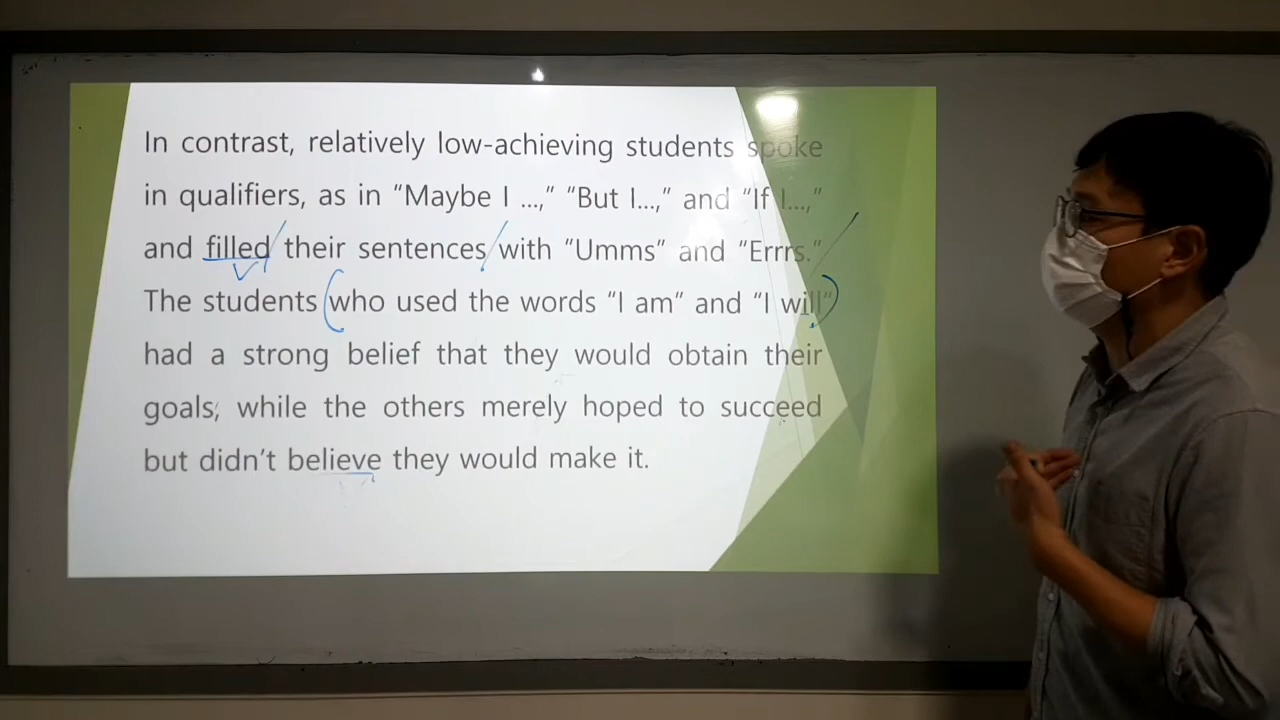 In contrast, relatively low-achieving students spoke
in qualifiers, as in “Maybe I ...,” “But I...,” and “If I...,”
and filled their sentences with “Umms” and “Errrs.”
The students who used the words “I am” and “I will”
had a strong belief that they would obtain their
goals; while the others merely hoped to succeed
but didn’t believe they would make it.